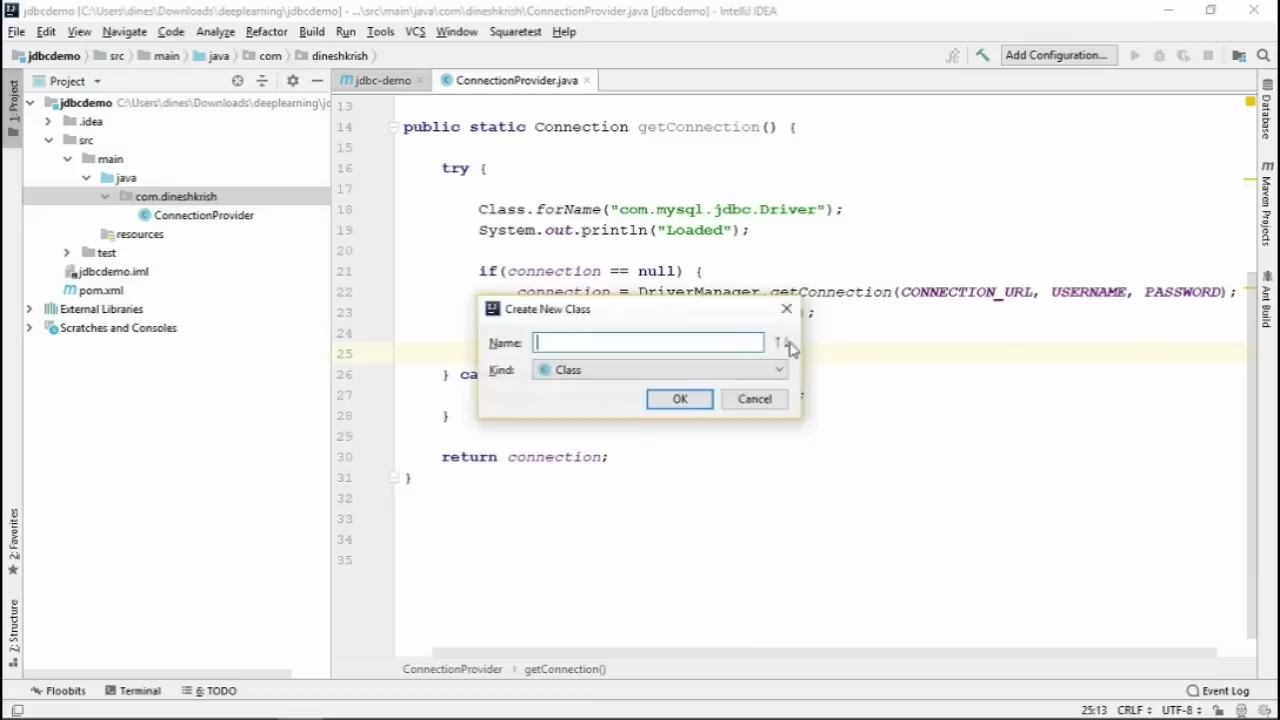 jdbcdemo [C:\Users\dines\Downloads\deeplearning\jdbcdemo] - ...\src\main\java\com\dineshkrish\ConnectionProvider.java [jdbcdemo] - IntelliJ IDEA
File Edit View Navigate Code Analyze Refactor Build Run Tools VCS Window Squaretest Help
jdbcdemo src main java com dineshkrish Add Configuration...
Project jdbc-demo ConnectionProvider.java
1: Project
jdbcdemo C:\Users\dines\Downloads\deeplearning\jd
.idea
src
main
java
com.dineshkrish
ConnectionProvider
resources
test
jdbcdemo.iml
pom.xml
External Libraries
Scratches and Consoles
2: Favorites
7: Structure
13
14 public static Connection getConnection() {
15
16 try {
17
18 Class.forName("com.mysql.jdbc.Driver");
19 System.out.println("Loaded");
20
21 if(connection == null) {
22 connection = DriverManager.getConnection(CONNECTION_URL, USERNAME, PASSWORD);
23 ;
24
25
26 } ca
27 ;
28 }
29
30 return connection;
31 }
32
33
34
35
Create New Class
Name:
Kind: Class
OK Cancel
Database
Maven Projects
Ant Build
ConnectionProvider getConnection()
Floobits Terminal 6: TODO Event Log
25:13 CRLF UTF-8